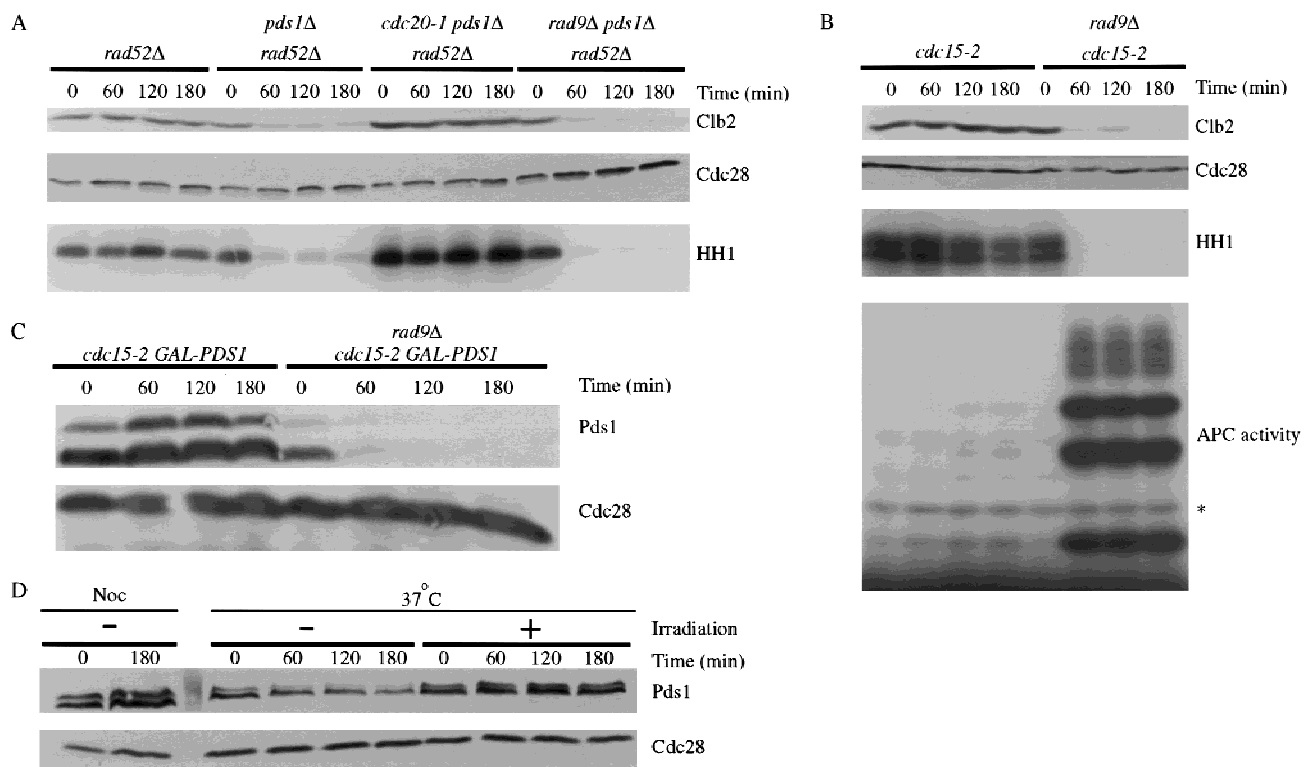 A
rad52Δ
pds1Δ
rad52Δ
cdc20-1 pds1Δ
rad52Δ
rad9Δ pds1Δ
rad52Δ
0 60 120 180 0 60 120 180 0 60 120 180 0 60 120 180 Time (min)
Clb2
Cdc28
HH1
B
cdc15-2
rad9Δ
cdc15-2
0 60 120 180 0 60 120 180 Time (min)
Clb2
Cdc28
HH1
APC activity
*
C
cdc15-2 GAL-PDS1
rad9Δ
cdc15-2 GAL-PDS1
0 60 120 180 0 60 120 180 Time (min)
Pds1
Cdc28
D
Noc
37°C
− − + Irradiation
0 180 0 60 120 180 0 60 120 180 Time (min)
Pds1
Cdc28